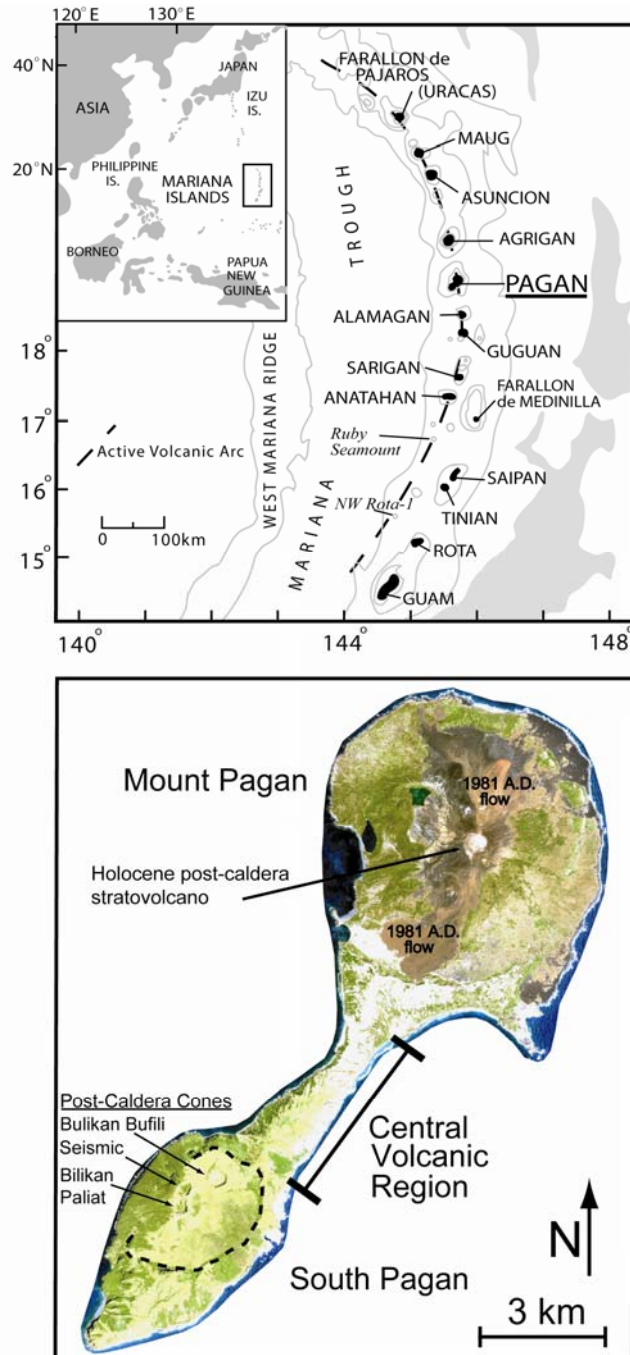 120° 130°
40°N
20°N
JAPAN
IZU
IS.
ASIA
PHILIPPINE
IS.
MARIANA
ISLANDS
BORNEO
PAPUA
NEW
GUINEA
FARALLON de
PAJAROS
(URACAS)
MAUG
ASUNCION
AGRIGAN
PAGAN
ALAMAGAN
GUGUAN
SARIGAN
ANATAHAN
FARALLON
de MEDINILLA
Ruby
Seamount
SAIPAN
NW Rota-1
TINIAN
ROTA
GUAM
MARIANA TROUGH
WEST MARIANA RIDGE
Active Volcanic Arc
0 100km
18°
17°
16°
15°
140° 144° 148°
Mount Pagan
1981 A.D.
flow
Holocene post-caldera
stratovolcano
1981 A.D.
flow
Post-Caldera Cones
Bulikan Bufili
Seismic
Bilikan
Paliat
Central
Volcanic
Region
South Pagan
N
3 km